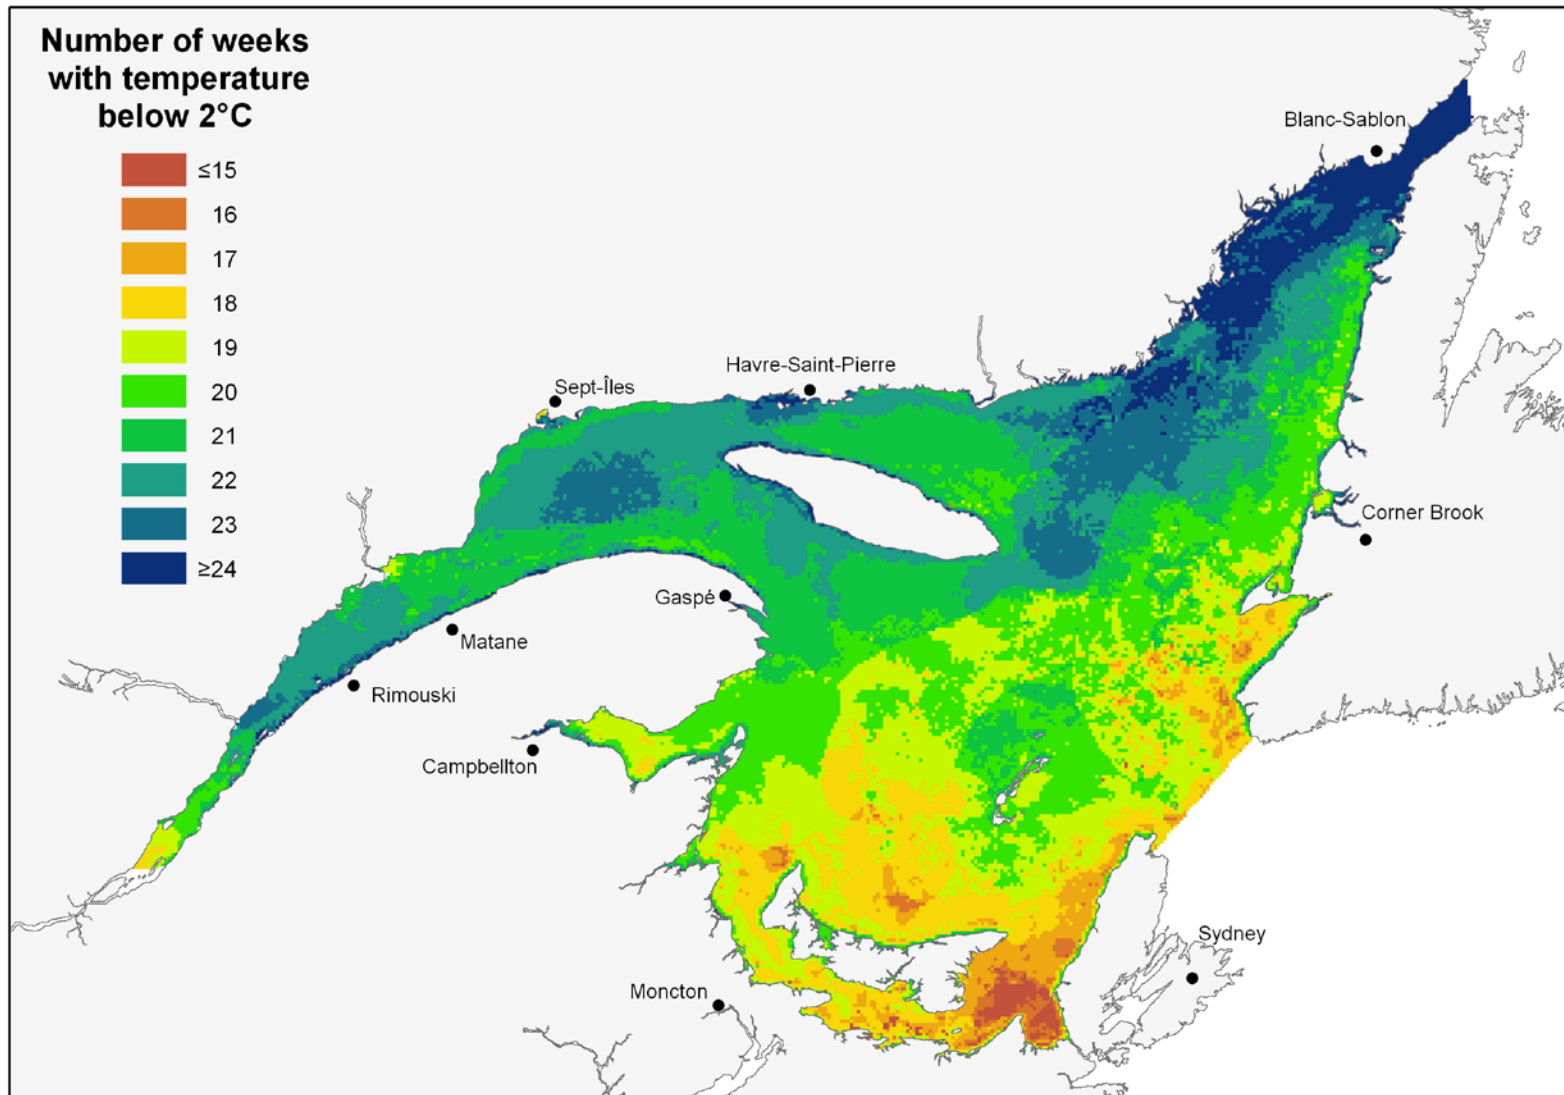 Number of weeks
with temperature
below 2°C
≤15
16
17
18
19
20
21
22
23
≥24
Blanc-Sablon
Havre-Saint-Pierre
Sept-Îles
Corner Brook
Gaspé
Matane
Rimouski
Campbellton
Sydney
Moncton